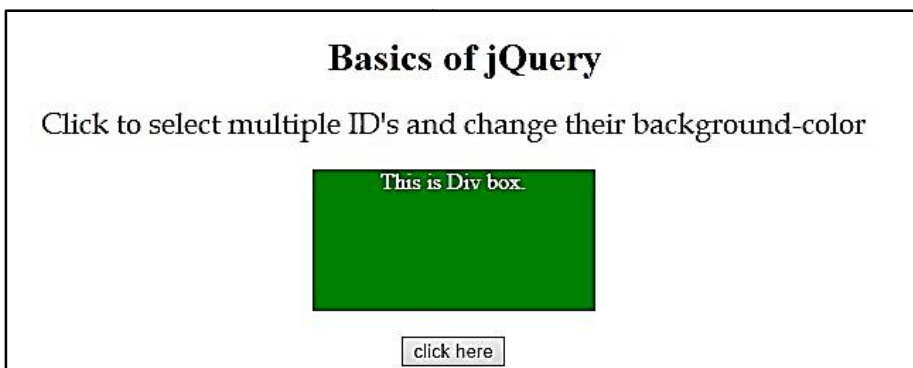 Basics of jQuery
Click to select multiple ID's and change their background-color
This is Div box.
click here